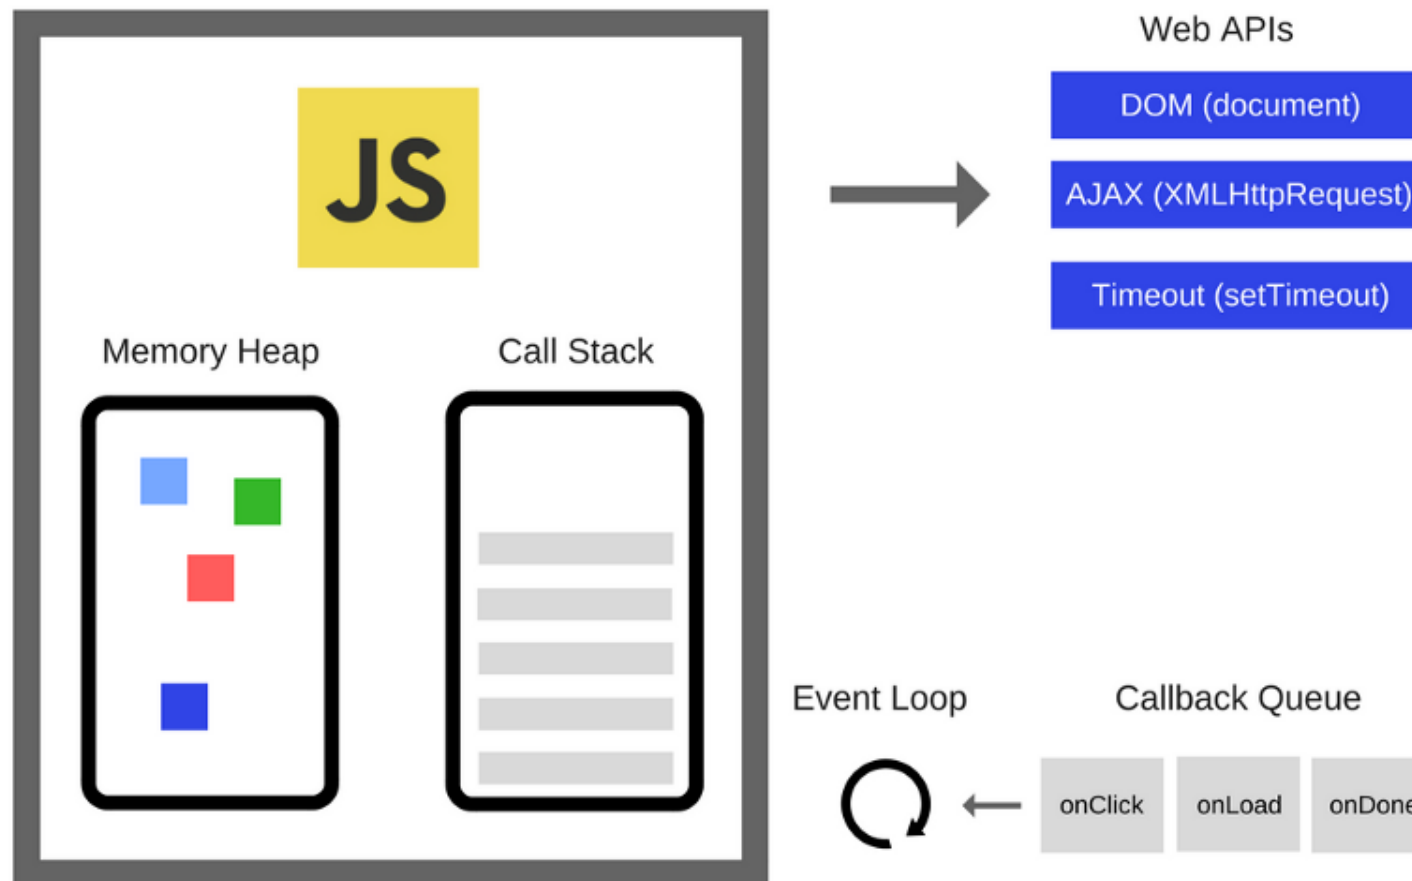 JS
Memory Heap
Call Stack
Web APIs
DOM (document)
AJAX (XMLHttpRequest)
Timeout (setTimeout)
Event Loop
Callback Queue
onClick
onLoad
onDone